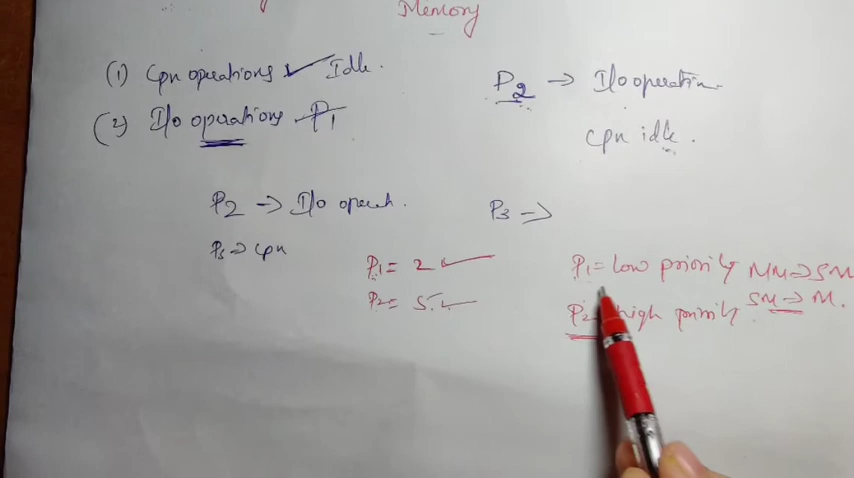 Memory
(1) Cpu operations ✓ Idle.
(2) I/o operations P1
P2 → I/o operation
cpu idle.
P2 → I/o operat.
P3 →
P3 → cpu
P1 = 2 ✓
P2 = 5 ✓
P1 = Low priority MM → SM
P2 high priority SM → M.